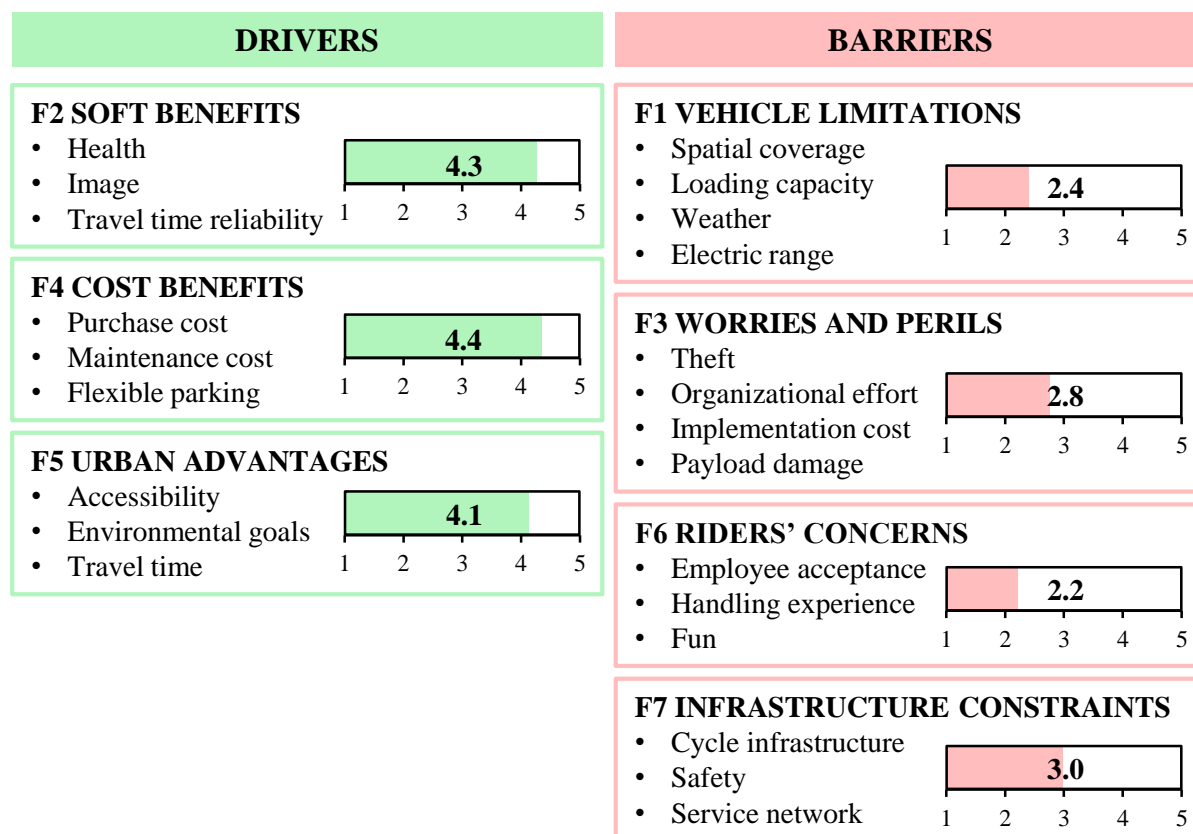 DRIVERS
F2 SOFT BENEFITS
• Health
• Image
• Travel time reliability
4.3
1 2 3 4 5
F4 COST BENEFITS
• Purchase cost
• Maintenance cost
• Flexible parking
4.4
1 2 3 4 5
F5 URBAN ADVANTAGES
• Accessibility
• Environmental goals
• Travel time
4.1
1 2 3 4 5
BARRIERS
F1 VEHICLE LIMITATIONS
• Spatial coverage
• Loading capacity
• Weather
• Electric range
2.4
1 2 3 4 5
F3 WORRIES AND PERILS
• Theft
• Organizational effort
• Implementation cost
• Payload damage
2.8
1 2 3 4 5
F6 RIDERS’ CONCERNS
• Employee acceptance
• Handling experience
• Fun
2.2
1 2 3 4 5
F7 INFRASTRUCTURE CONSTRAINTS
• Cycle infrastructure
• Safety
• Service network
3.0
1 2 3 4 5